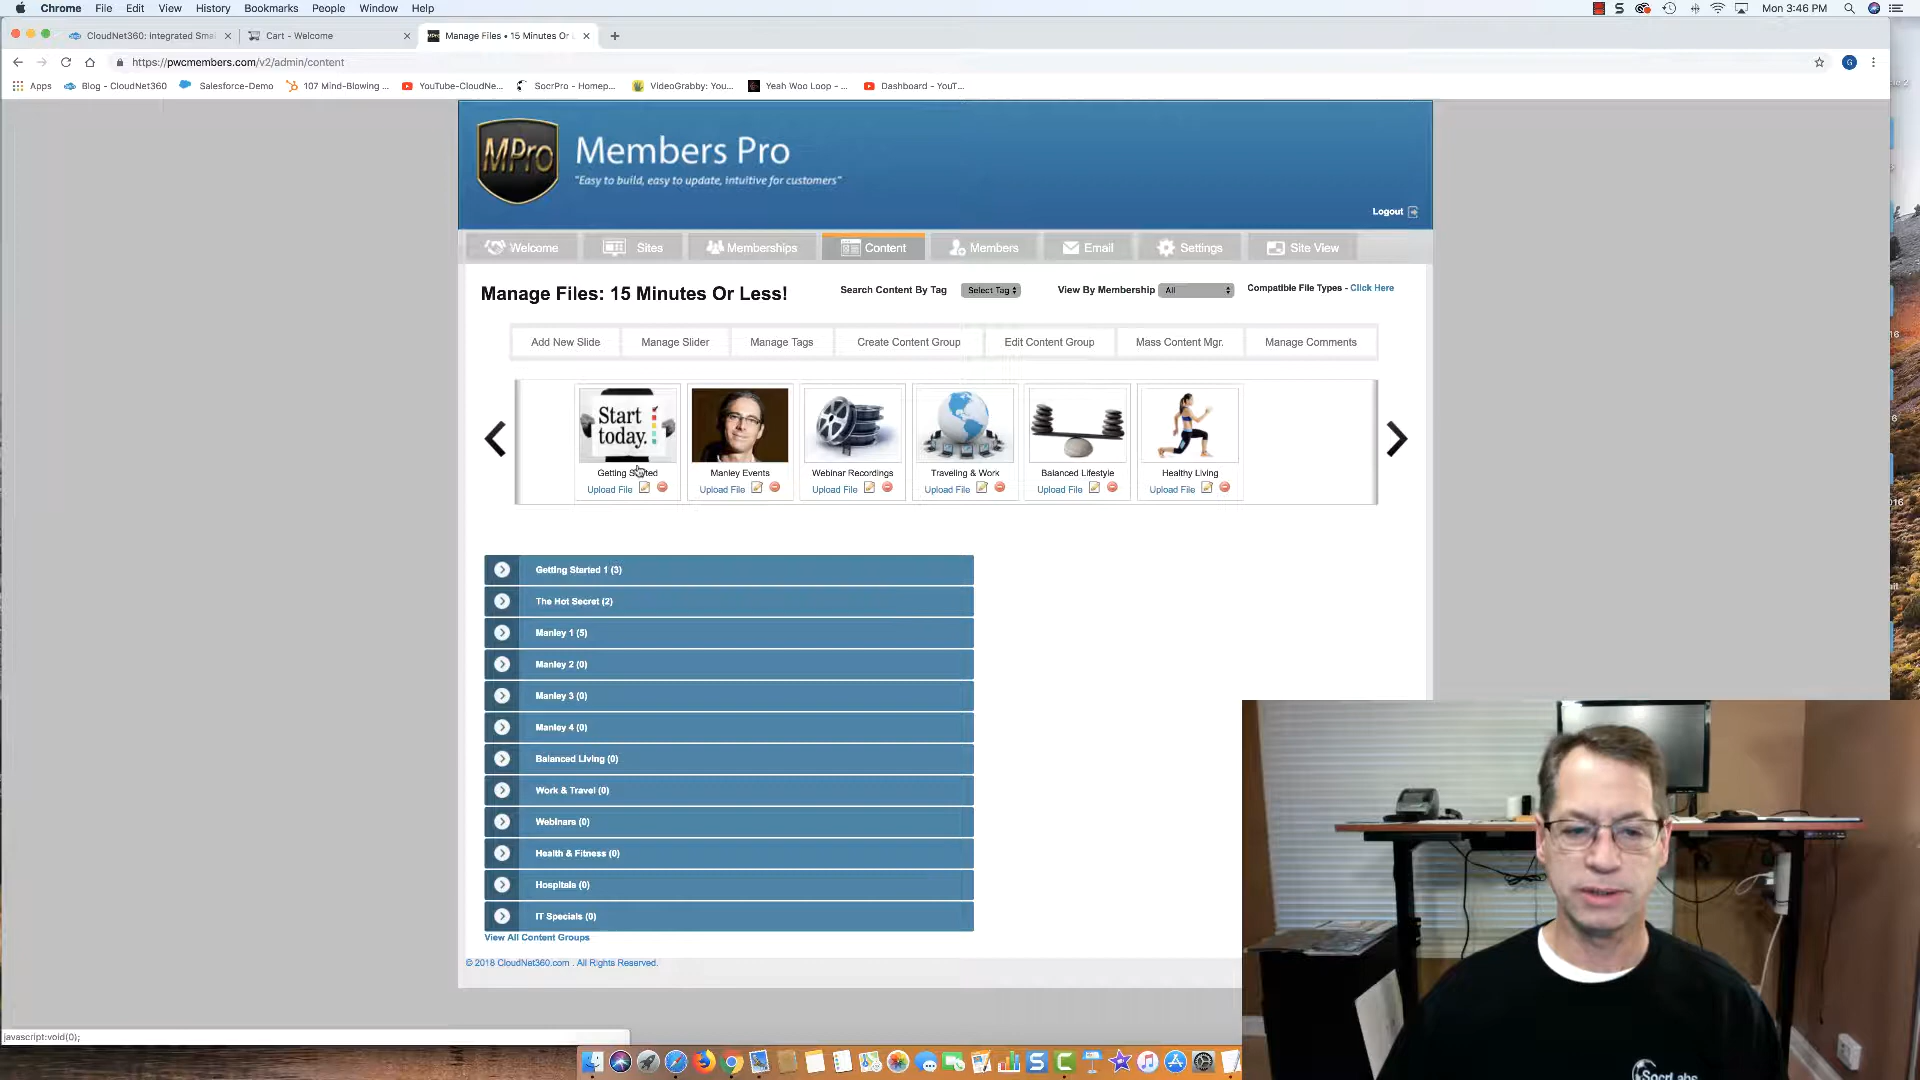 Chrome File Edit View History Bookmarks People Window Help
Mon 3:46 PM
CloudNet360: Integrated Sma
Cart - Welcome
Manage Files • 15 Minutes Or
https://pwcmembers.com/v2/admin/content
Apps
Blog - CloudNet360
Salesforce-Demo
107 Mind-Blowing ...
YouTube-CloudNe...
SocrPro - Homep...
VideoGrabby: You...
Yeah Woo Loop - ...
Dashboard - YouT...
MPro
Members Pro
"Easy to build, easy to update, intuitive for customers"
Logout
Welcome
Sites
Memberships
Content
Members
Email
Settings
Site View
Manage Files: 15 Minutes Or Less!
Search Content By Tag
Select Tag
View By Membership
All
Compatible File Types - Click Here
Add New Slide
Manage Slider
Manage Tags
Create Content Group
Edit Content Group
Mass Content Mgr.
Manage Comments
Start today.
Getting
Manley Events
Webinar Recordings
Traveling & Work
Balanced Lifestyle
Healthy Living
Upload File
Upload File
Upload File
Upload File
Upload File
Upload File
Getting Started 1 (3)
The Hot Secret (2)
Manley 1 (5)
Manley 2 (0)
Manley 3 (0)
Manley 4 (0)
Balanced Living (0)
Work & Travel (0)
Webinars (0)
Health & Fitness (0)
Hospitals (0)
IT Specials (0)
View All Content Groups
© 2018 CloudNet360.com . All Rights Reserved.
javascript:void(0);
SocrLabs